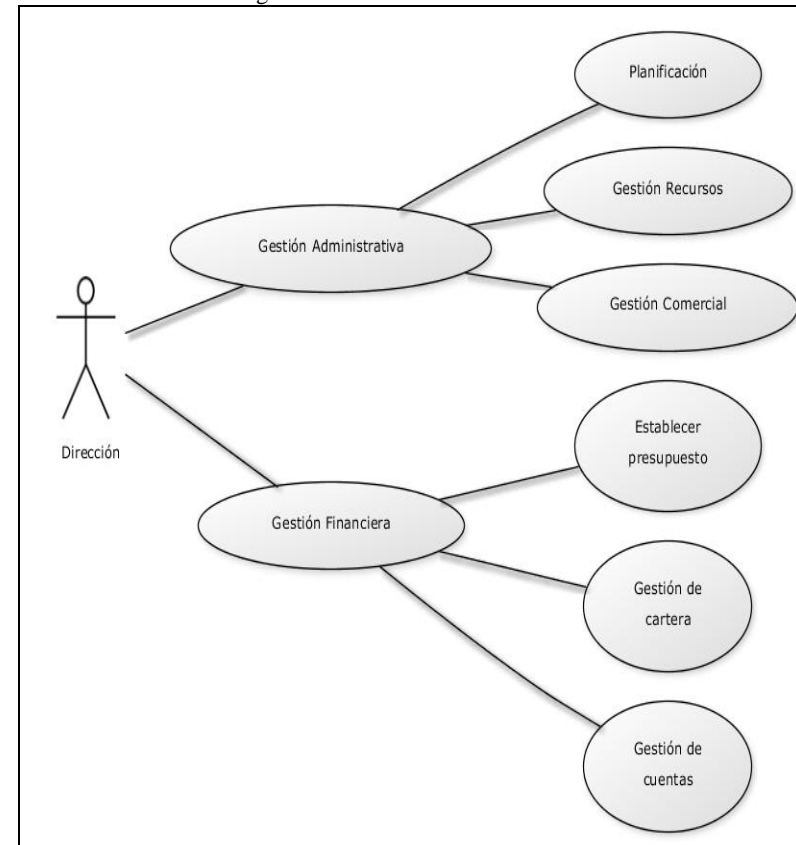 Planificación
Gestión Recursos
Gestión Administrativa
Gestión Comercial
Dirección
Establecer
presupuesto
Gestión Financiera
Gestión de
cartera
Gestión de
cuentas